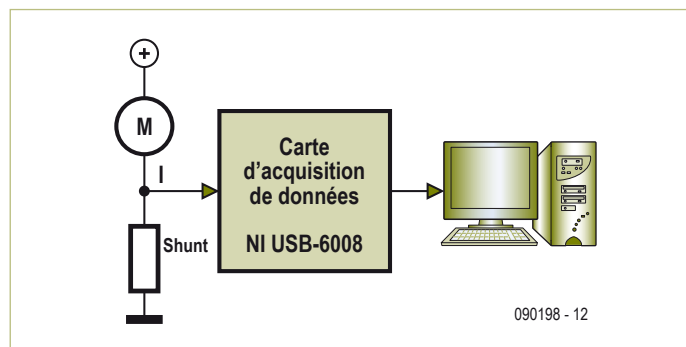 +
M
I
Shunt
Carte
d'acquisition
de données
NI USB-6008
090198 - 12